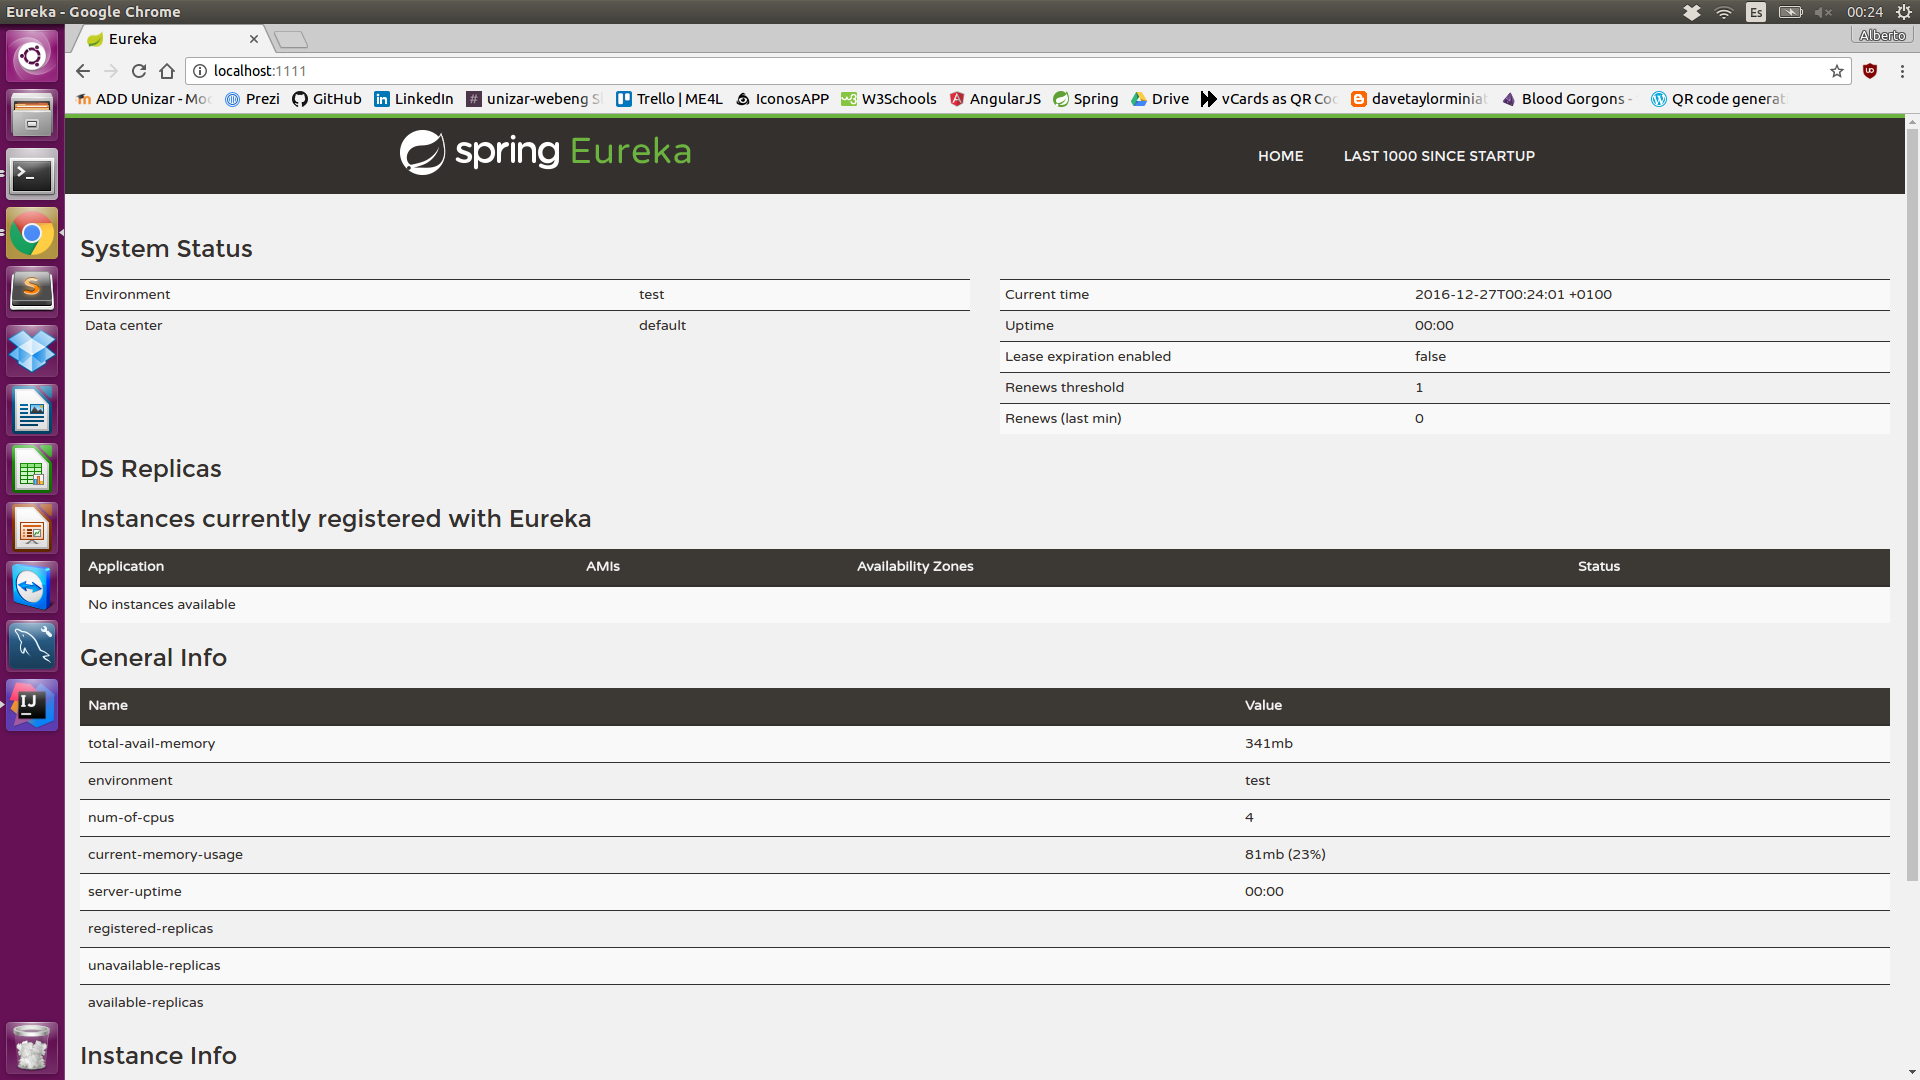 Eureka - Google Chrome
Es
00:24
Eureka
Alberto
localhost:1111
ADD Unizar - Moo
Prezi
GitHub
LinkedIn
unizar-webeng S
Trello | ME4L
IconosAPP
W3Schools
AngularJS
Spring
Drive
vCards as QR Co
davetaylorminiat
Blood Gorgons -
QR code generat
spring Eureka
HOME
LAST 1000 SINCE STARTUP
System Status
Environment test
Data center default
Current time 2016-12-27T00:24:01 +0100
Uptime 00:00
Lease expiration enabled false
Renews threshold 1
Renews (last min) 0
DS Replicas
Instances currently registered with Eureka
Application AMIs Availability Zones Status
No instances available
General Info
Name Value
total-avail-memory 341mb
environment test
num-of-cpus 4
current-memory-usage 81mb (23%)
server-uptime 00:00
registered-replicas
unavailable-replicas
available-replicas
Instance Info